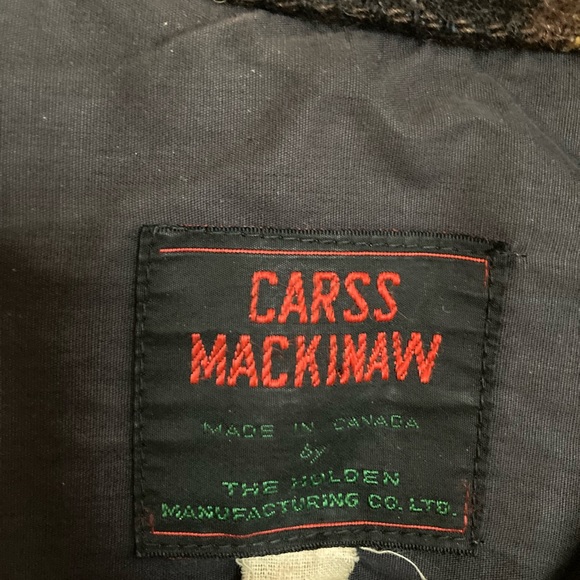 CARSS
MACKINAW
MADE IN CANADA
by
THE HOLDEN
MANUFACTURING CO. LTD.